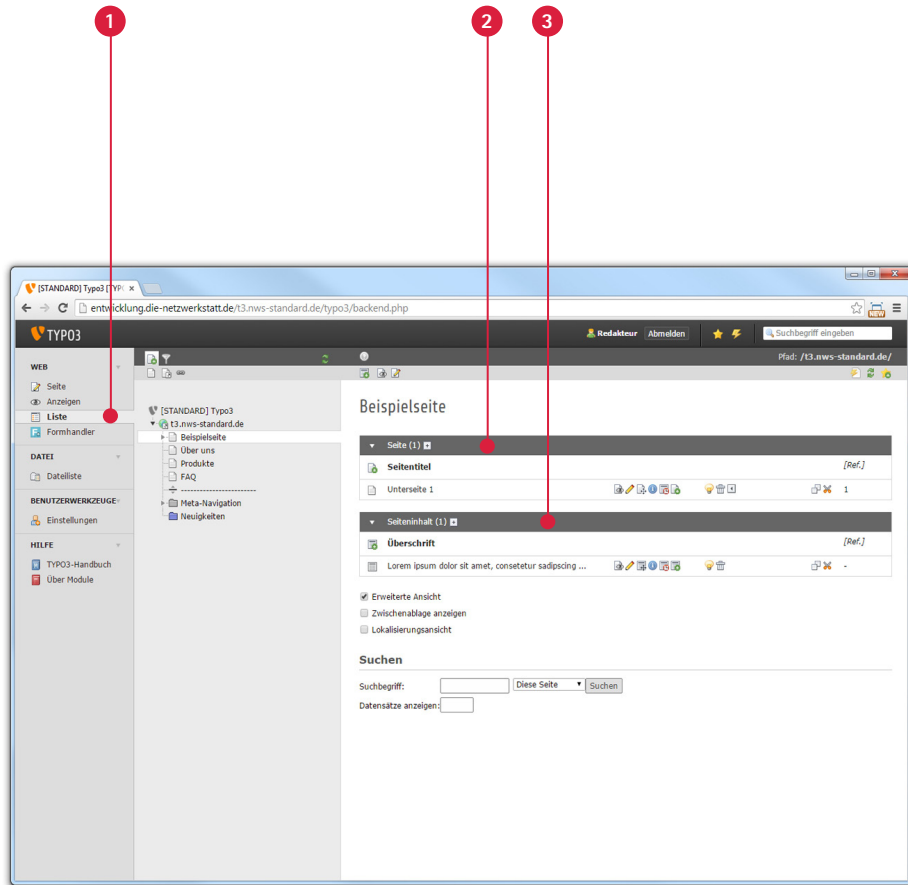 1 2 3
[STANDARD] Typo3 [TYP
entwicklung.die-netzwerkstatt.de/t3.nws-standard.de/typo3/backend.php
NEW
TYPO3
Redakteur Abmelden Suchbegriff eingeben
Pfad: /t3.nws-standard.de/
WEB
Seite
Anzeigen
Liste
Formhandler
DATEI
Dateiliste
BENUTZERWERKZEUGE
Einstellungen
HILFE
TYPO3-Handbuch
Über Module
[STANDARD] Typo3
t3.nws-standard.de
Beispielseite
Über uns
Produkte
FAQ
------------------------
Meta-Navigation
Neuigkeiten
Beispielseite
Seite (1)
Seitentitel [Ref.]
Unterseite 1 1
Seiteninhalt (1)
Überschrift [Ref.]
Lorem ipsum dolor sit amet, consetetur sadipscing ... -
Erweiterte Ansicht
Zwischenablage anzeigen
Lokalisierungsansicht
Suchen
Suchbegriff: Diese Seite Suchen
Datensätze anzeigen: